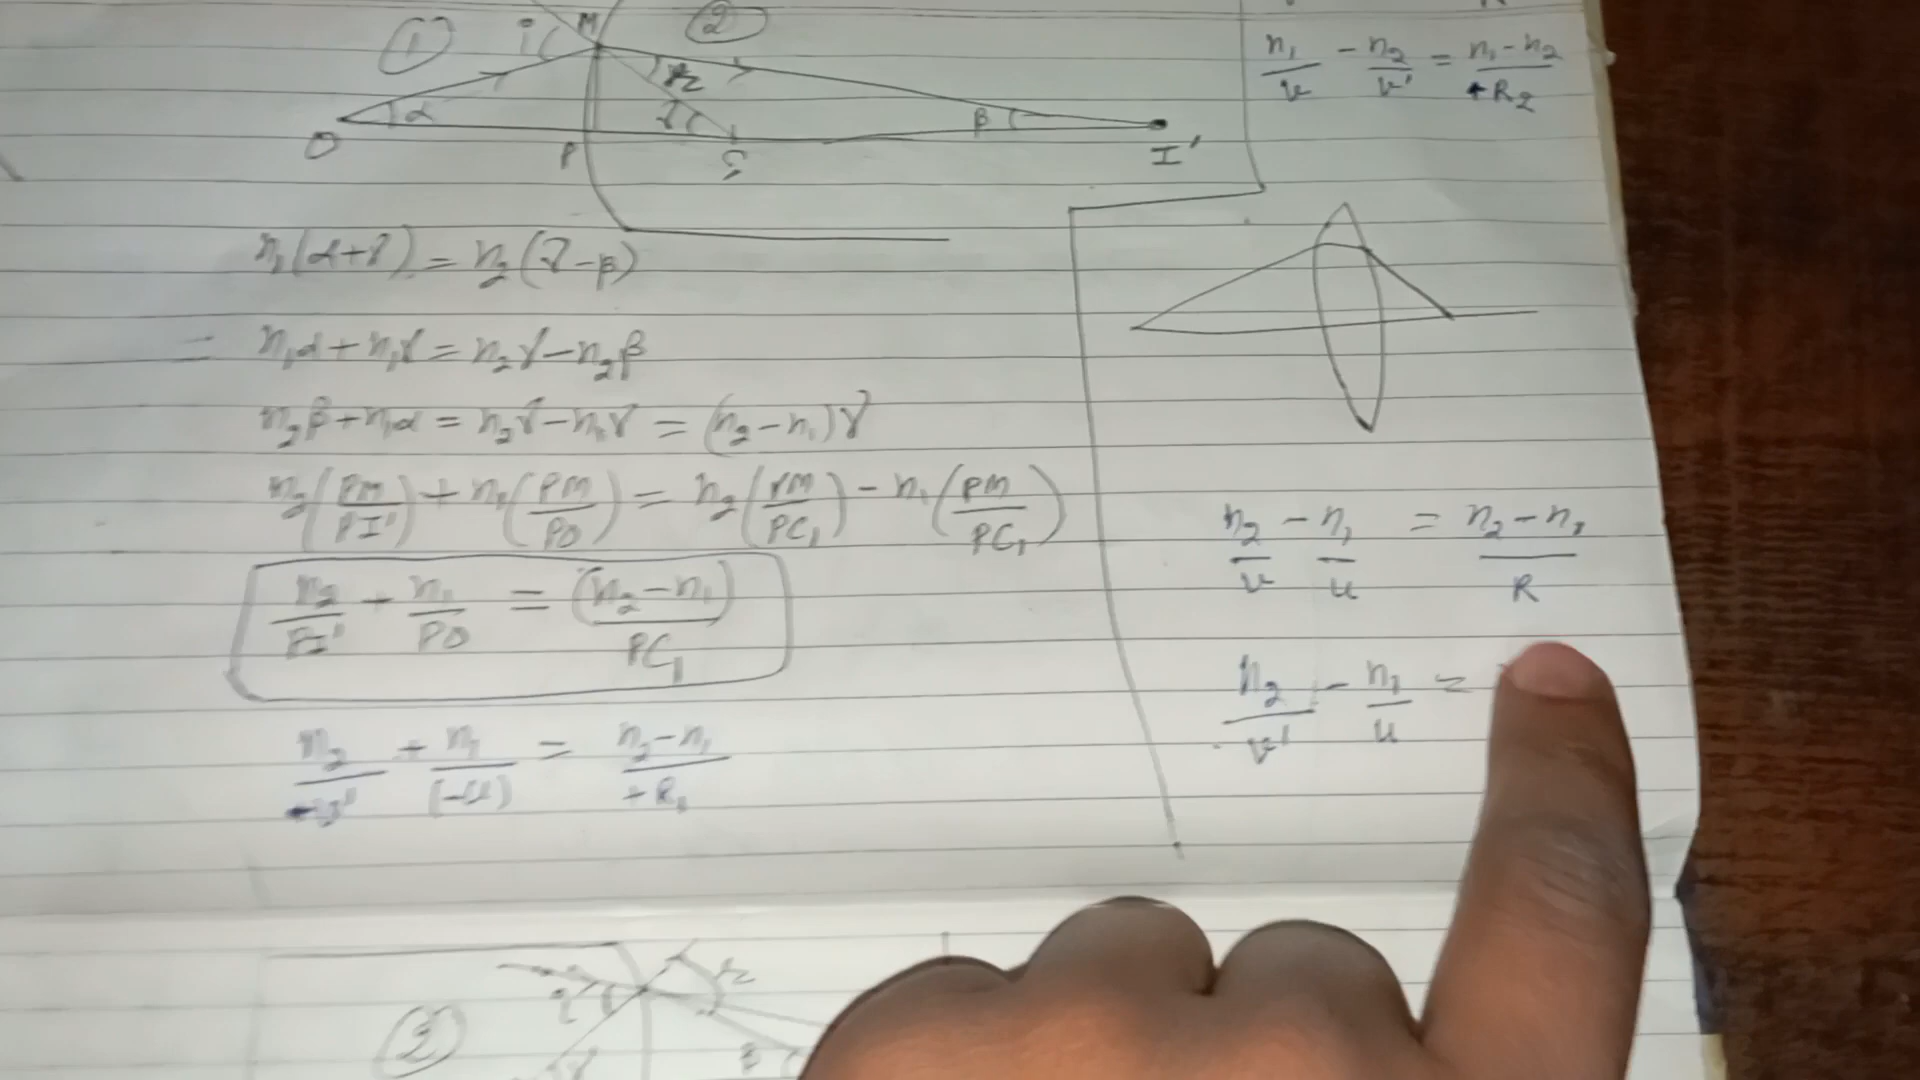 ① i M ②
r2
O α P γ C β I'
n1(α+γ) = n2(γ-β)
= n1α + n1γ = n2γ - n2β
n2β + n1α = n2γ - n1γ = (n2 - n1)γ
n2(PM/PI') + n1(PM/PO) = n2(PM/PC1) - n1(PM/PC1)
n2/PI' + n1/PO = (n2 - n1)/PC1
n2/v' + n1/(-u) = n2 - n1/+R1
n1/v - n2/v' = n1 - n2/+R2
n2/v - n1/u = n2 - n1/R
n2/v' - n1/u =
③ i r2